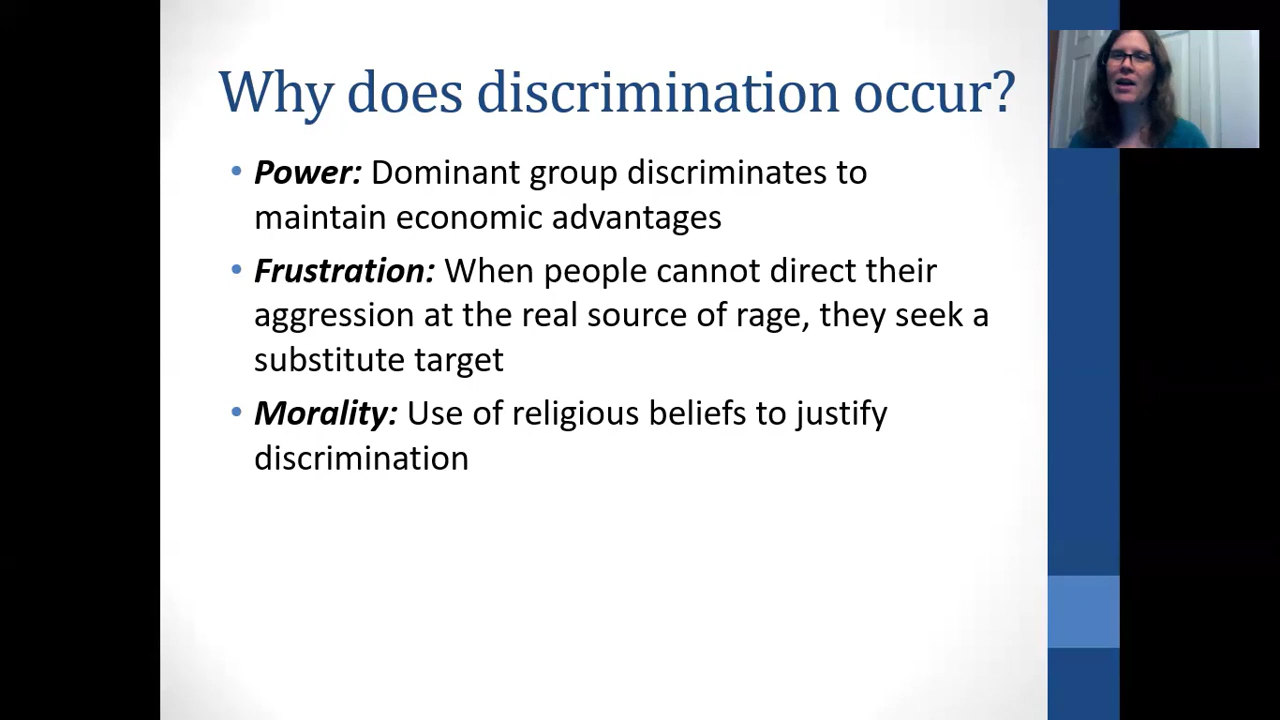 Why does discrimination occur?
• Power: Dominant group discriminates to
maintain economic advantages
• Frustration: When people cannot direct their
aggression at the real source of rage, they seek a
substitute target
• Morality: Use of religious beliefs to justify
discrimination